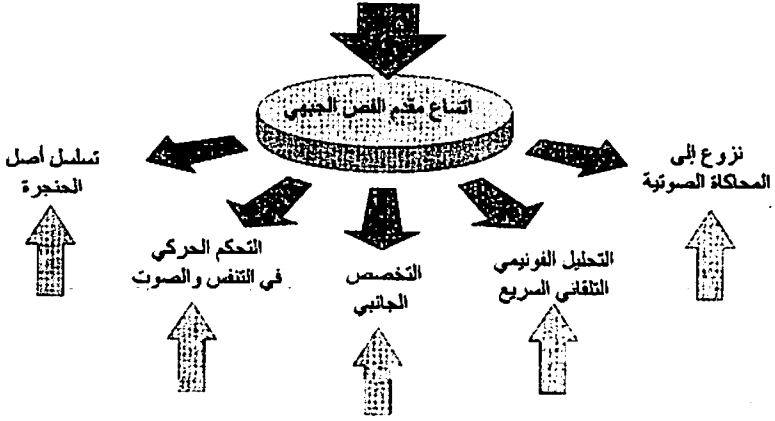 اتساع مقدم الفص الجبهي
نزوع إلى
المحاكاة الصوتية
التحليل الفونيمي
التلقائي السريع
التخصص
الجانبي
التحكم الحركي
في التنفس والصوت
تسلسل أصل
الحنجرة